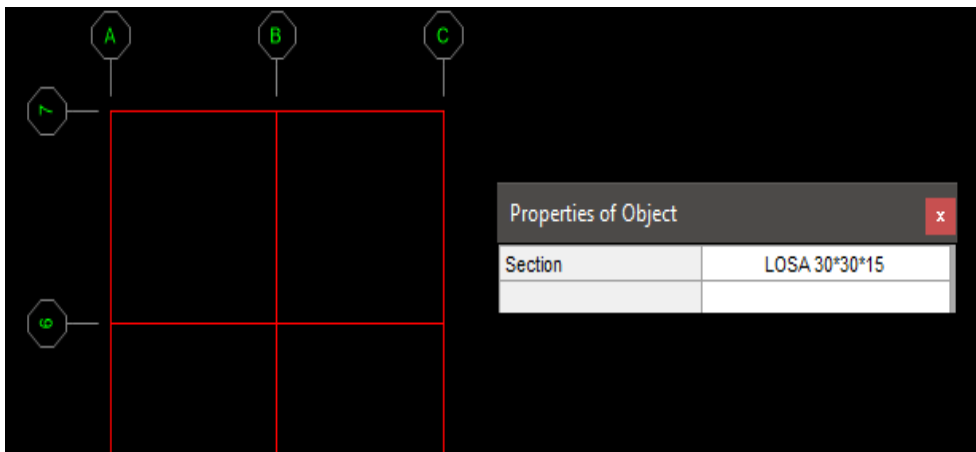 A B C
7
6
Properties of Object x
Section LOSA 30*30*15